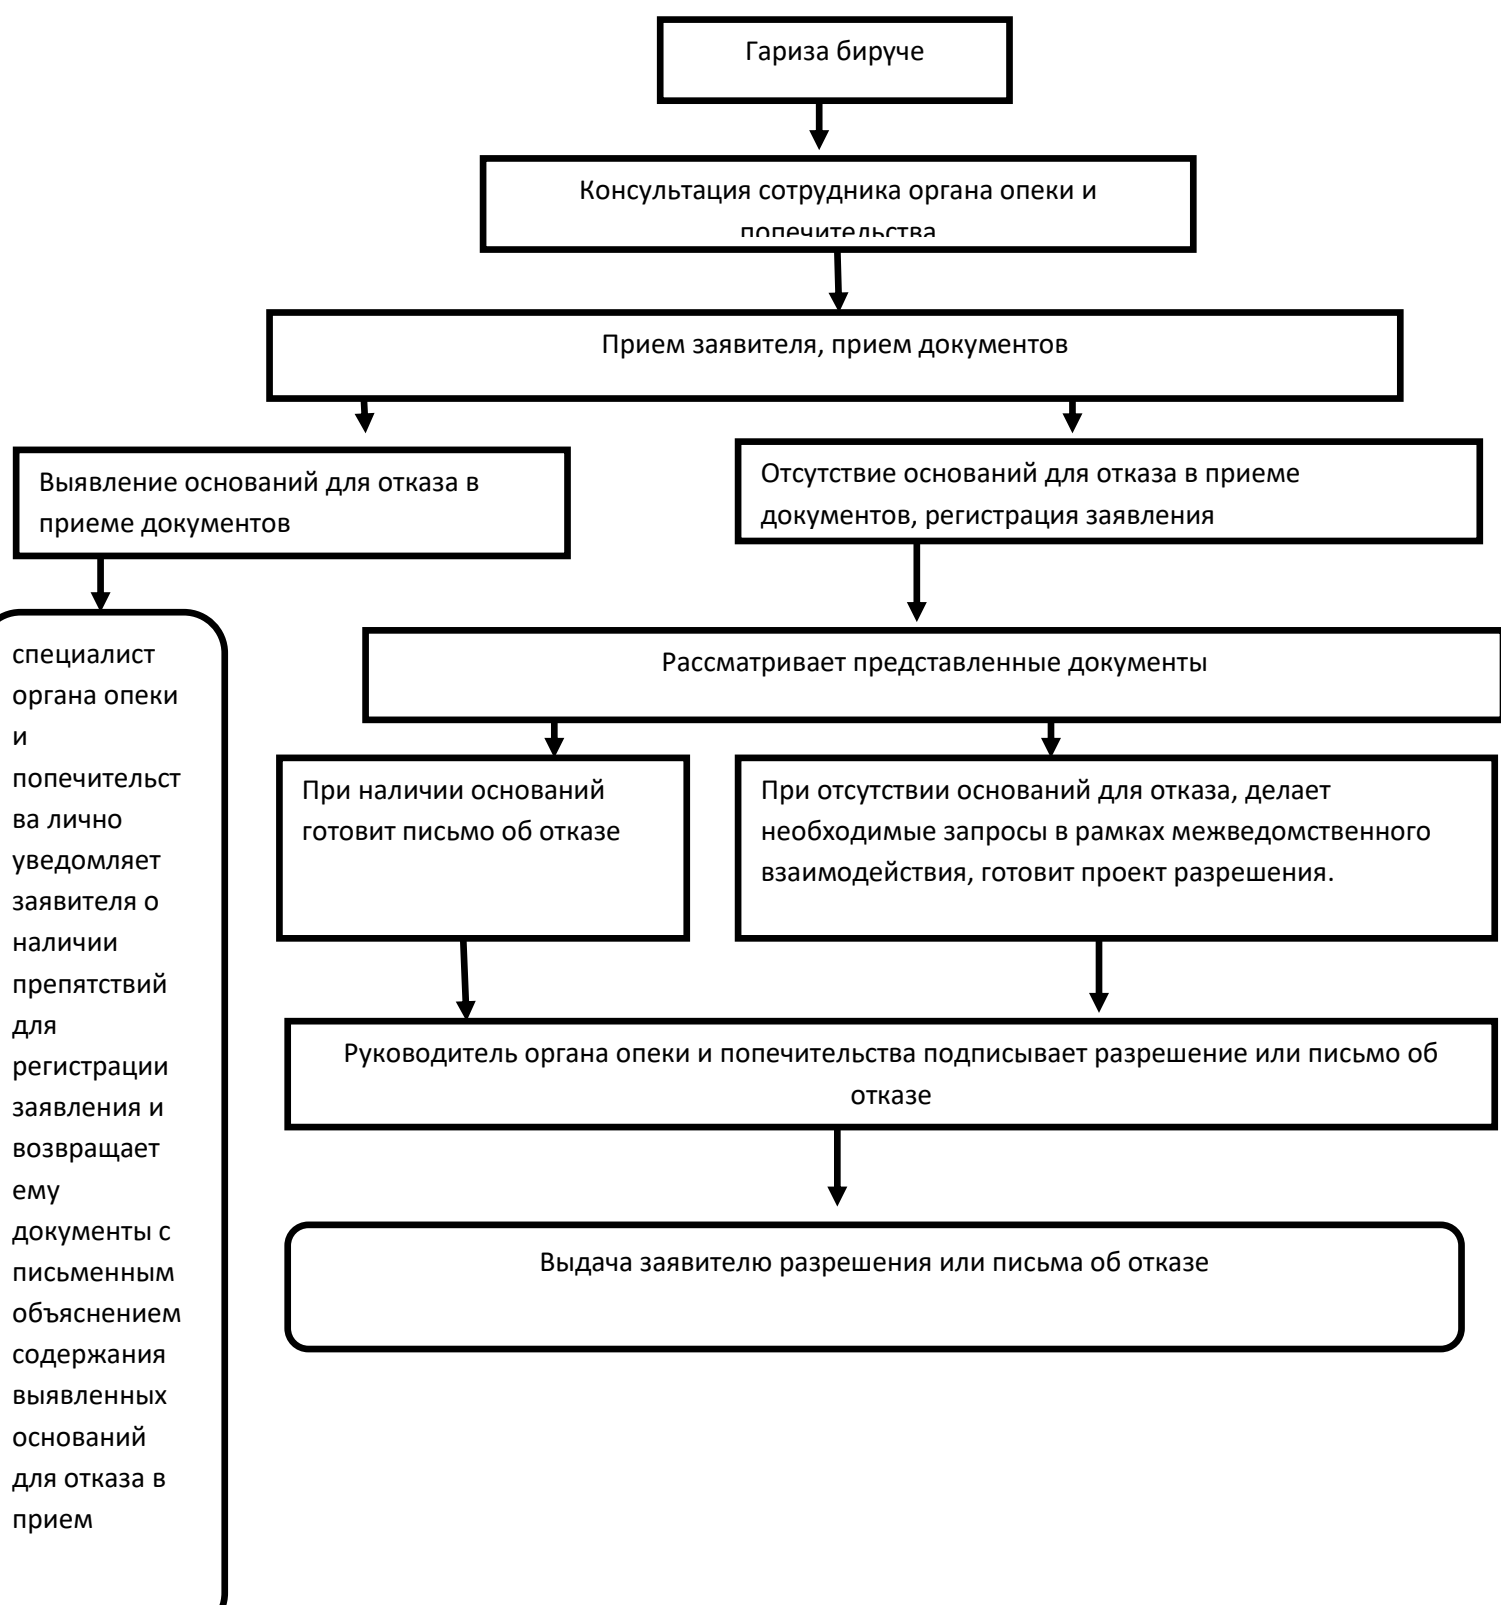 Гариза бирүче
Консультация сотрудника органа опеки и
попечительства
Прием заявителя, прием документов
Выявление оснований для отказа в
приеме документов
Отсутствие оснований для отказа в приеме
документов, регистрация заявления
специалист
органа опеки
и
попечительст
ва лично
уведомляет
заявителя о
наличии
препятствий
для
регистрации
заявления и
возвращает
ему
документы с
письменным
объяснением
содержания
выявленных
оснований
для отказа в
прием
Рассматривает представленные документы
При наличии оснований
готовит письмо об отказе
При отсутствии оснований для отказа, делает
необходимые запросы в рамках межведомственного
взаимодействия, готовит проект разрешения.
Руководитель органа опеки и попечительства подписывает разрешение или письмо об
отказе
Выдача заявителю разрешения или письма об отказе